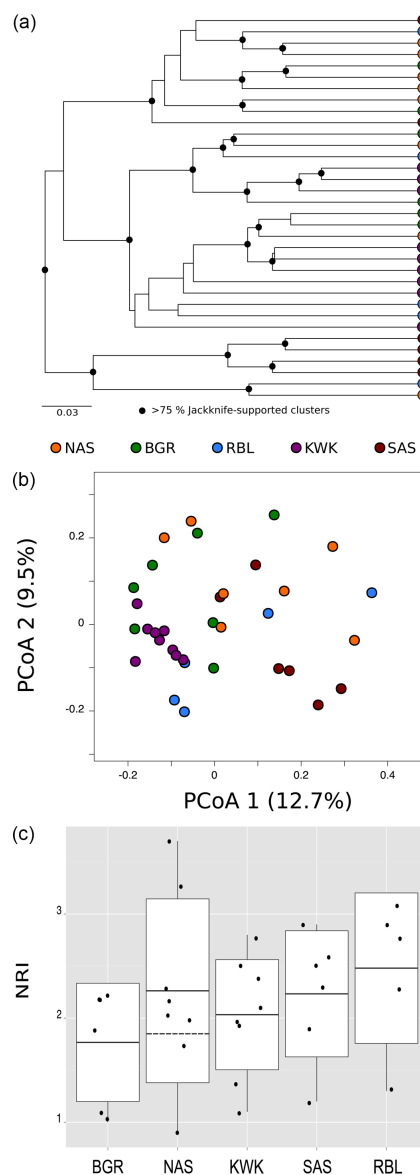 (a)
0.03
>75 % Jackknife-supported clusters
NAS BGR RBL KWK SAS
(b)
PCoA 2 (9.5%)
0.2
0
-0.2
-0.2 0 0.2 0.4
PCoA 1 (12.7%)
(c)
NRI
3
2
1
BGR NAS KWK SAS RBL